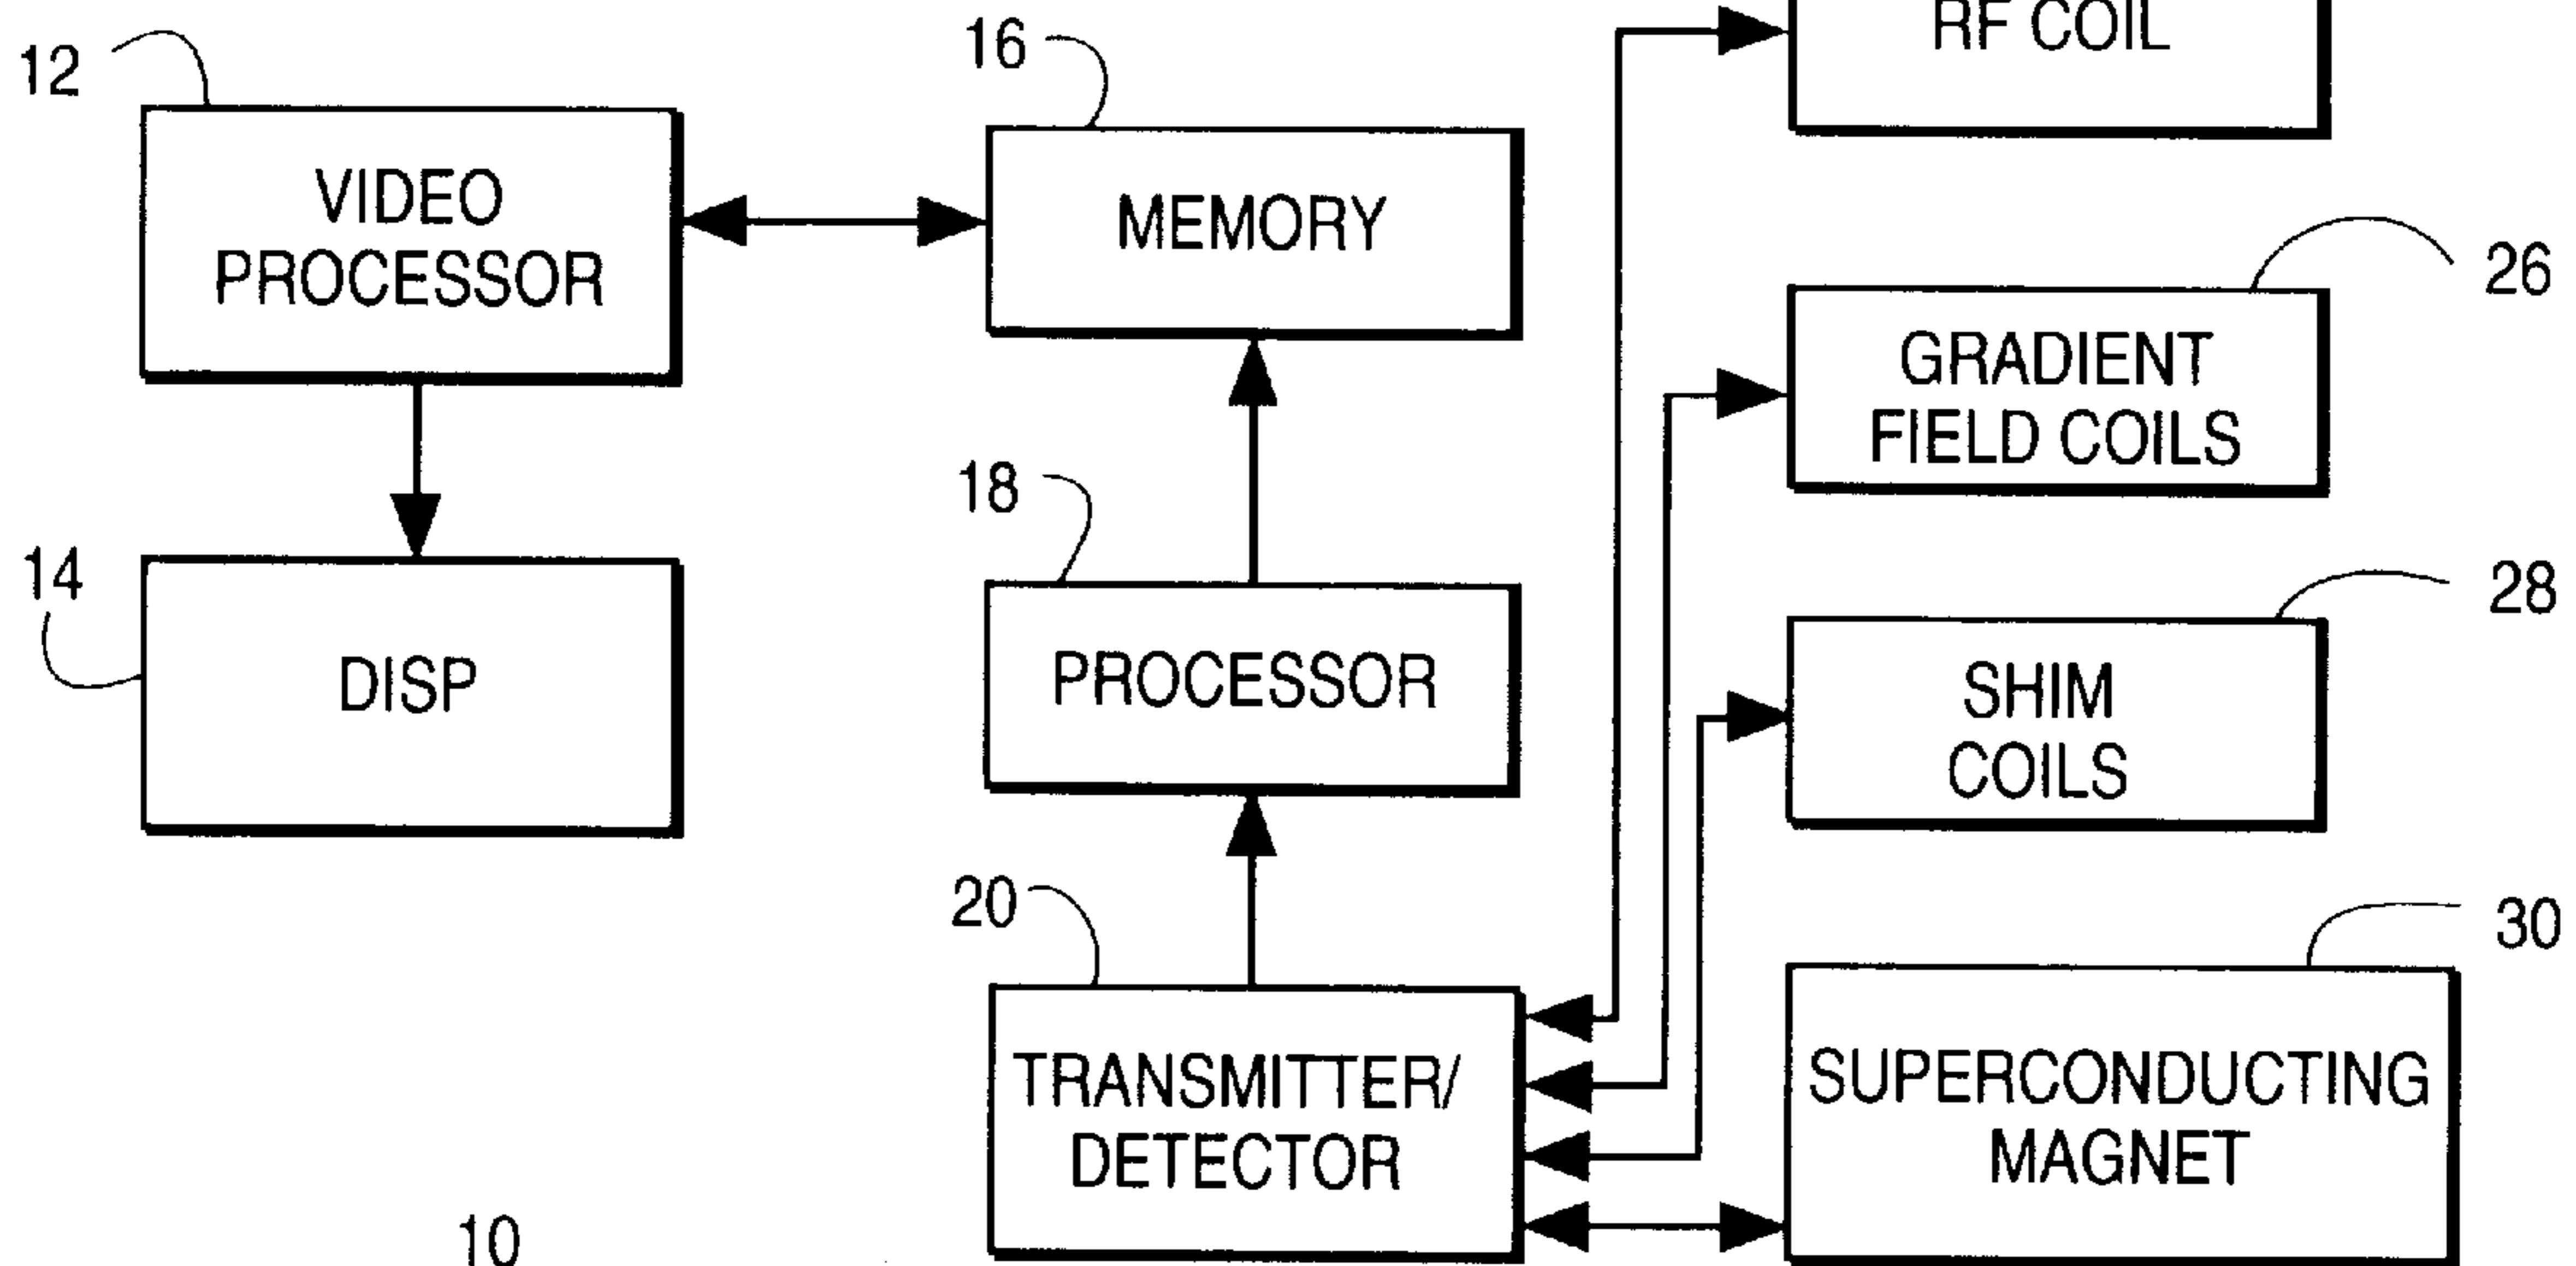 RF COIL
12
16
VIDEO
PROCESSOR
MEMORY
26
GRADIENT
FIELD COILS
14
DISP
18
PROCESSOR
28
SHIM
COILS
20
TRANSMITTER/
DETECTOR
30
SUPERCONDUCTING
MAGNET
10